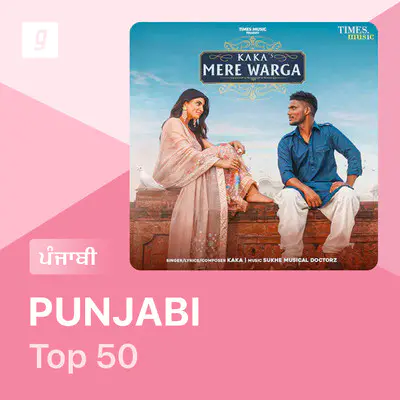 g
TIMES MUSIC
TIMES.
music
KAKA'S
MERE WARGA
SINGER/LYRICS/COMPOSER KAKA | MUSIC SUKHE MUSICAL DOCTORZ
ਪੰਜਾਬੀ
PUNJABI
Top 50